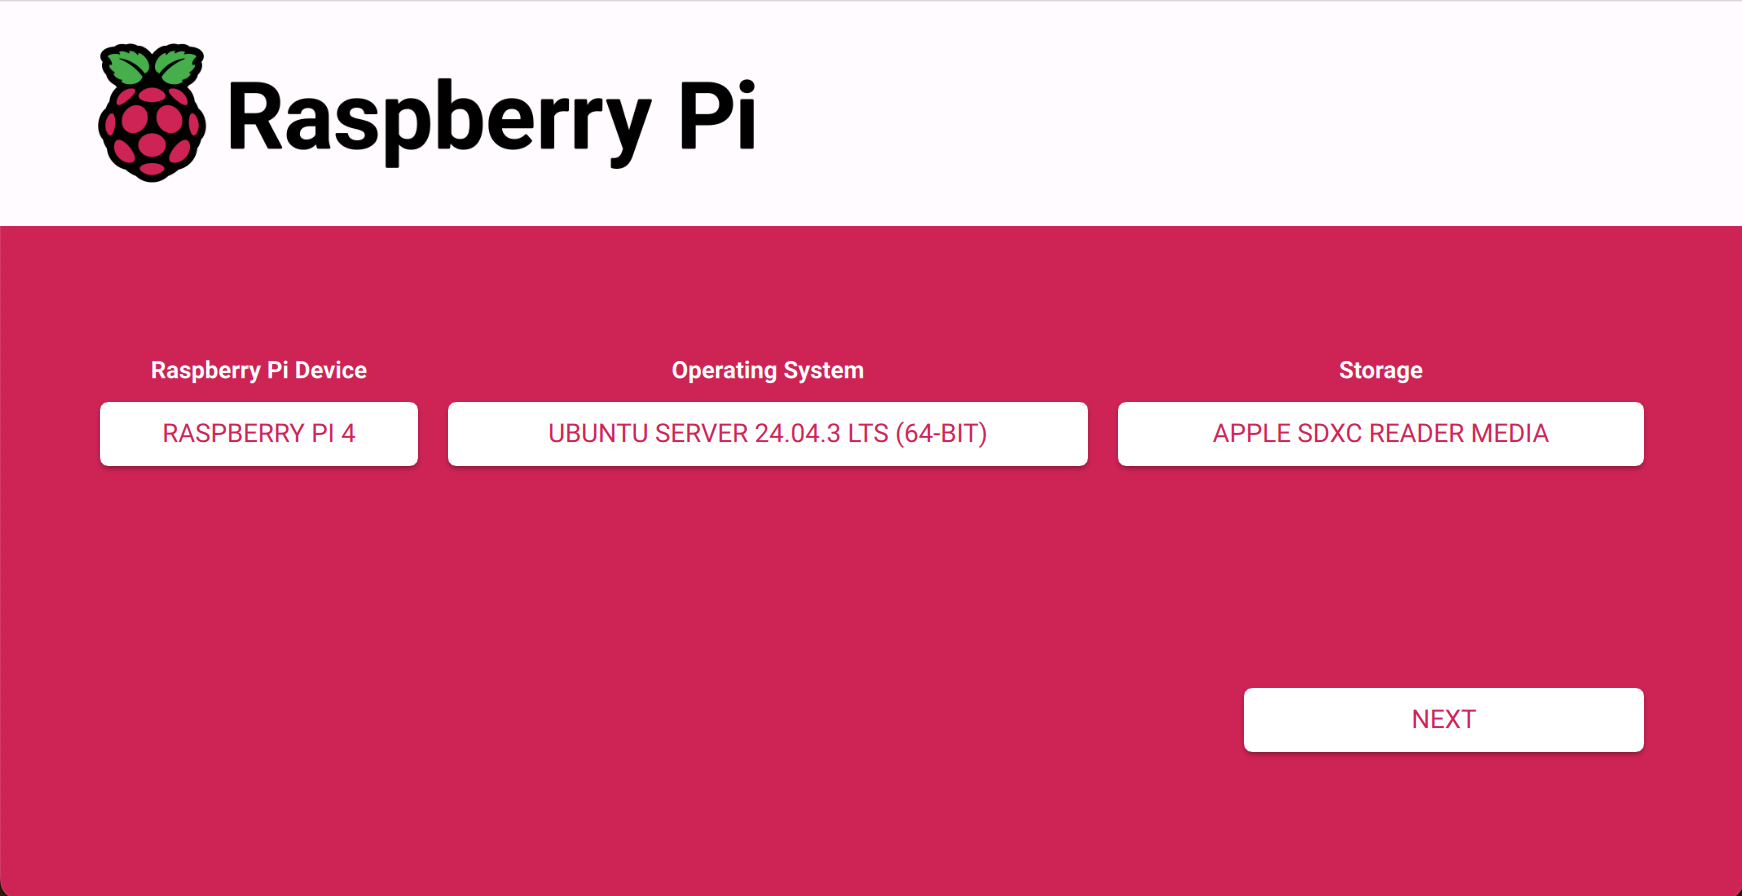 Raspberry Pi
Raspberry Pi Device
Operating System
Storage
RASPBERRY PI 4
UBUNTU SERVER 24.04.3 LTS (64-BIT)
APPLE SDXC READER MEDIA
NEXT